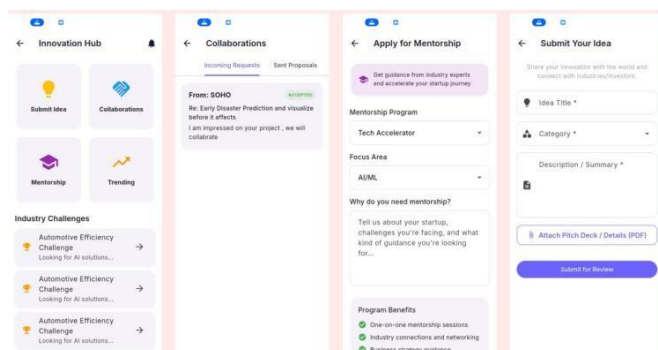 Innovation Hub
Submit Idea
Collaborations
Mentorship
Trending
Industry Challenges
Automotive Efficiency
Challenge
Looking for AI solutions...
Automotive Efficiency
Challenge
Looking for AI solutions...
Automotive Efficiency
Challenge
Looking for AI solutions...
Collaborations
Incoming Requests
Sent Proposals
From: SOHO
ACCEPTED
Re: Early Disaster Prediction and visualize
before it affects
I am impressed on your project , we will
collabrate
Apply for Mentorship
Get guidance from industry experts
and accelerate your startup journey
Mentorship Program
Tech Accelerator
Focus Area
AI/ML
Why do you need mentorship?
Tell us about your startup,
challenges you're facing, and what
kind of guidance you're looking
for...
Program Benefits
One-on-one mentorship sessions
Industry connections and networking
Business strategy guidance
Submit Your Idea
Share your innovation with the world and
connect with industries/investors.
Idea Title *
Category *
Description / Summary *
Attach Pitch Deck / Details (PDF)
Submit for Review